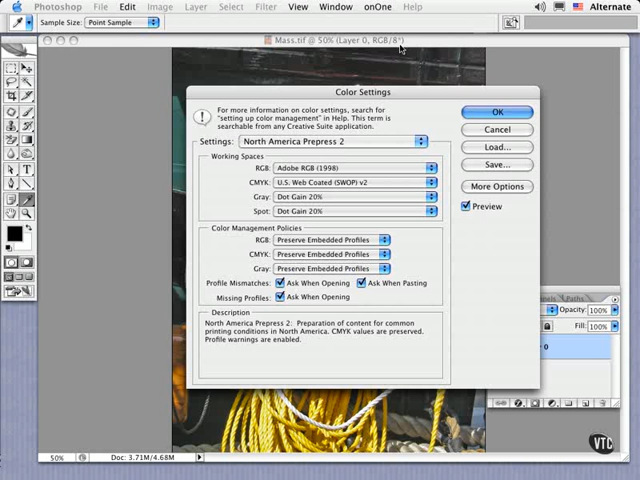 Photoshop File Edit Image Layer Select Filter View Window onOne Help Alternate
Sample Size: Point Sample
Mass.tif @ 50% (Layer 0, RGB/8*)
Color Settings
For more information on color settings, search for
"setting up color management" in Help. This term is
searchable from any Creative Suite application.
Settings: North America Prepress 2
Working Spaces
RGB: Adobe RGB (1998)
CMYK: U.S. Web Coated (SWOP) v2
Gray: Dot Gain 20%
Spot: Dot Gain 20%
Color Management Policies
RGB: Preserve Embedded Profiles
CMYK: Preserve Embedded Profiles
Gray: Preserve Embedded Profiles
Profile Mismatches: Ask When Opening Ask When Pasting
Missing Profiles: Ask When Opening
Description
North America Prepress 2: Preparation of content for common
printing conditions in North America. CMYK values are preserved.
Profile warnings are enabled.
OK
Cancel
Load...
Save...
More Options
Preview
Paths
Opacity: 100%
Fill: 100%
0
50% Doc: 3.71M/4.68M
VTC